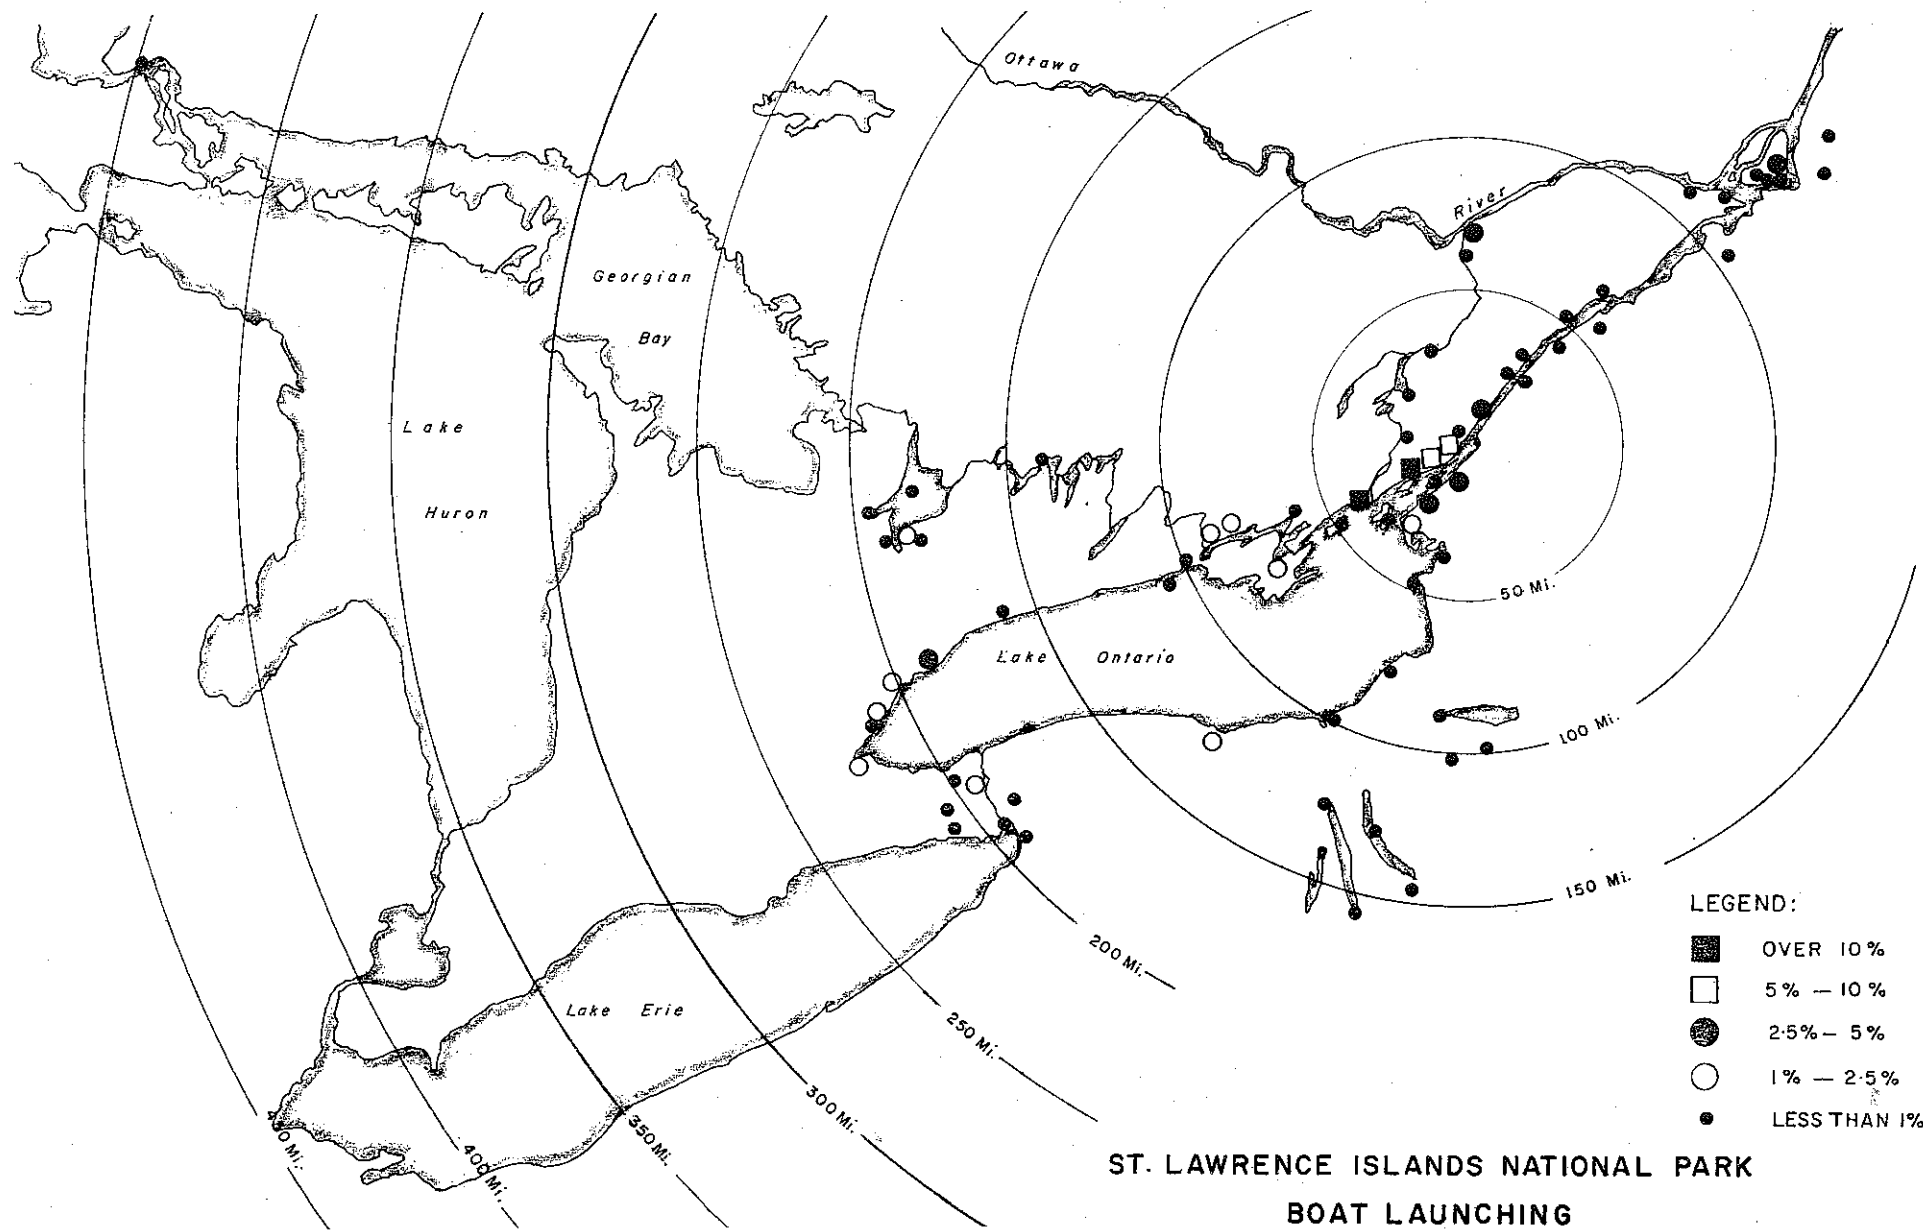 Ottawa
River
Georgian
Bay
Lake
Huron
Lake Ontario
Lake Erie
50 Mi.
100 Mi.
150 Mi.
200 Mi.
250 Mi.
300 Mi.
350 Mi.
400 Mi.
LEGEND:
OVER 10%
5% — 10%
2·5% — 5%
1% — 2·5%
LESS THAN 1%
ST. LAWRENCE ISLANDS NATIONAL PARK
BOAT LAUNCHING